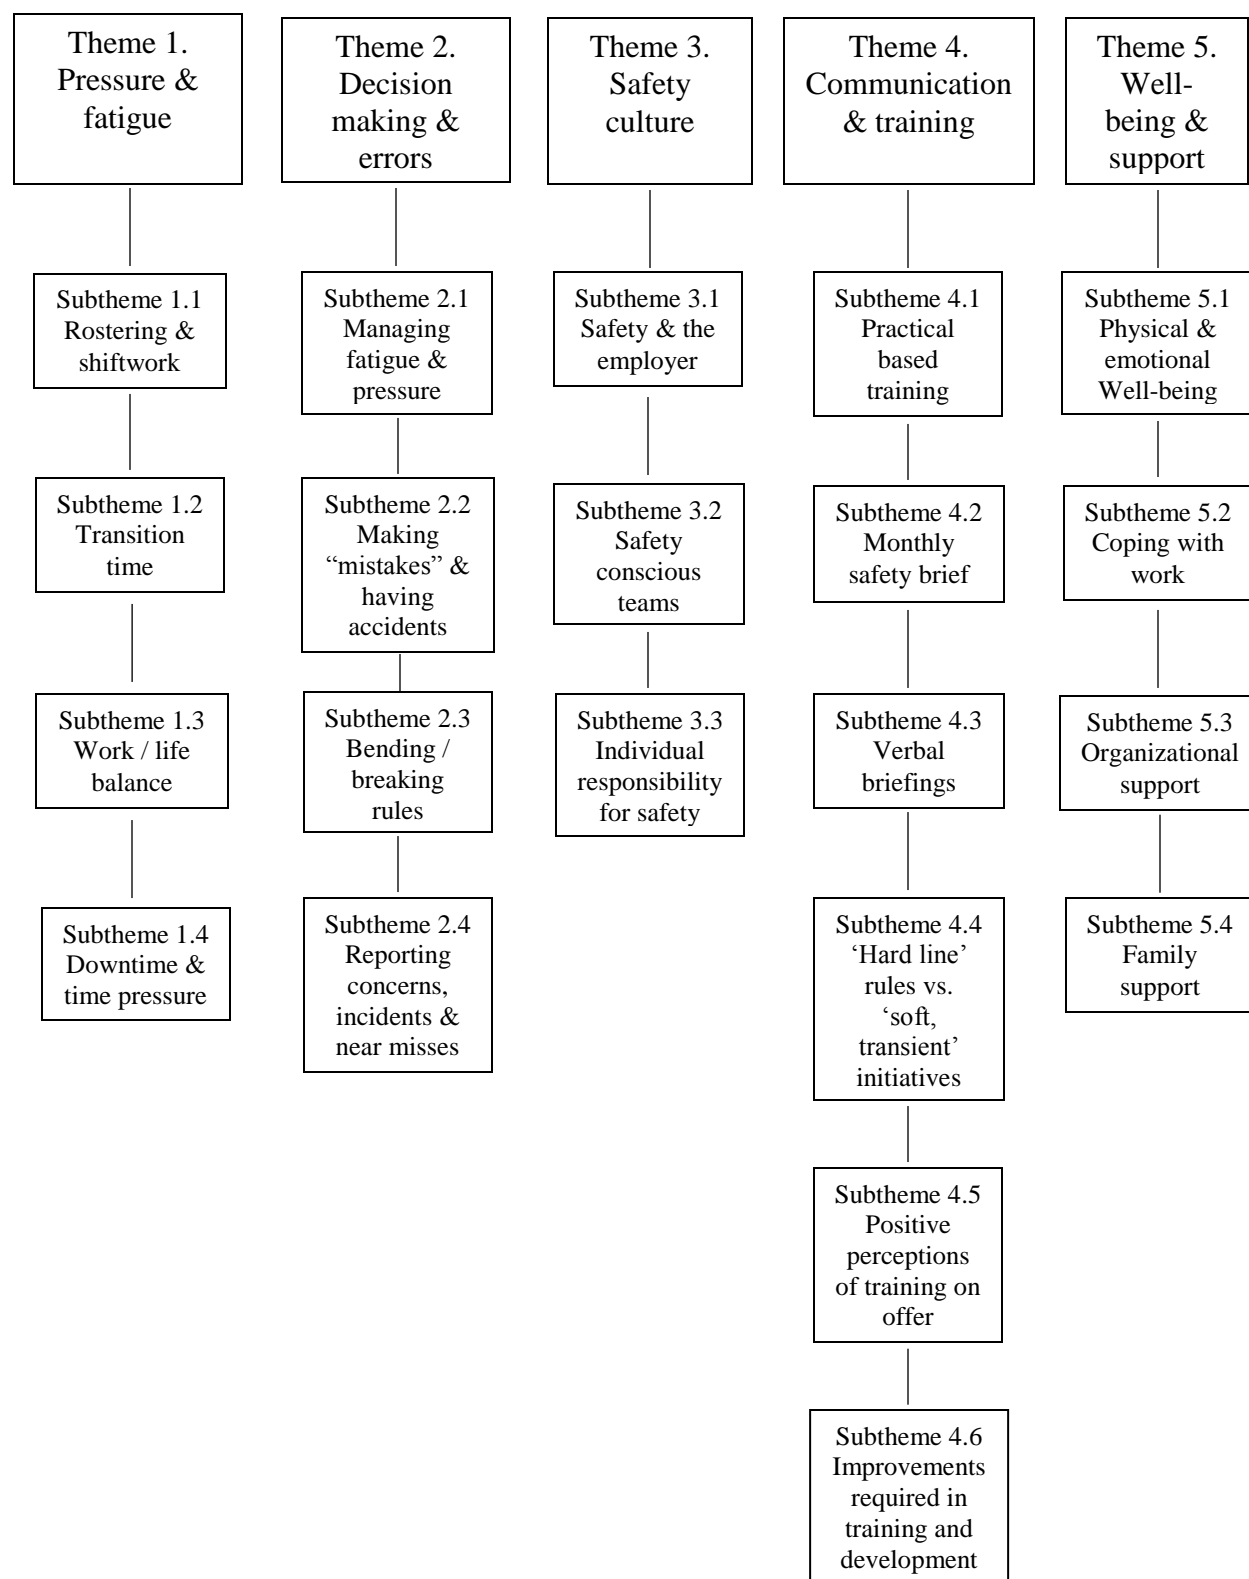 Theme 1.
Pressure &
fatigue
Subtheme 1.1
Rostering &
shiftwork
Subtheme 1.2
Transition
time
Subtheme 1.3
Work / life
balance
Subtheme 1.4
Downtime &
time pressure
Theme 2.
Decision
making &
errors
Subtheme 2.1
Managing
fatigue &
pressure
Subtheme 2.2
Making
“mistakes” &
having
accidents
Subtheme 2.3
Bending /
breaking
rules
Subtheme 2.4
Reporting
concerns,
incidents &
near misses
Theme 3.
Safety
culture
Subtheme 3.1
Safety & the
employer
Subtheme 3.2
Safety
conscious
teams
Subtheme 3.3
Individual
responsibility
for safety
Theme 4.
Communication
& training
Subtheme 4.1
Practical
based
training
Subtheme 4.2
Monthly
safety brief
Subtheme 4.3
Verbal
briefings
Subtheme 4.4
‘Hard line’
rules vs.
‘soft,
transient’
initiatives
Subtheme 4.5
Positive
perceptions
of training on
offer
Subtheme 4.6
Improvements
required in
training and
development
Theme 5.
Well-
being &
support
Subtheme 5.1
Physical &
emotional
Well-being
Subtheme 5.2
Coping with
work
Subtheme 5.3
Organizational
support
Subtheme 5.4
Family
support